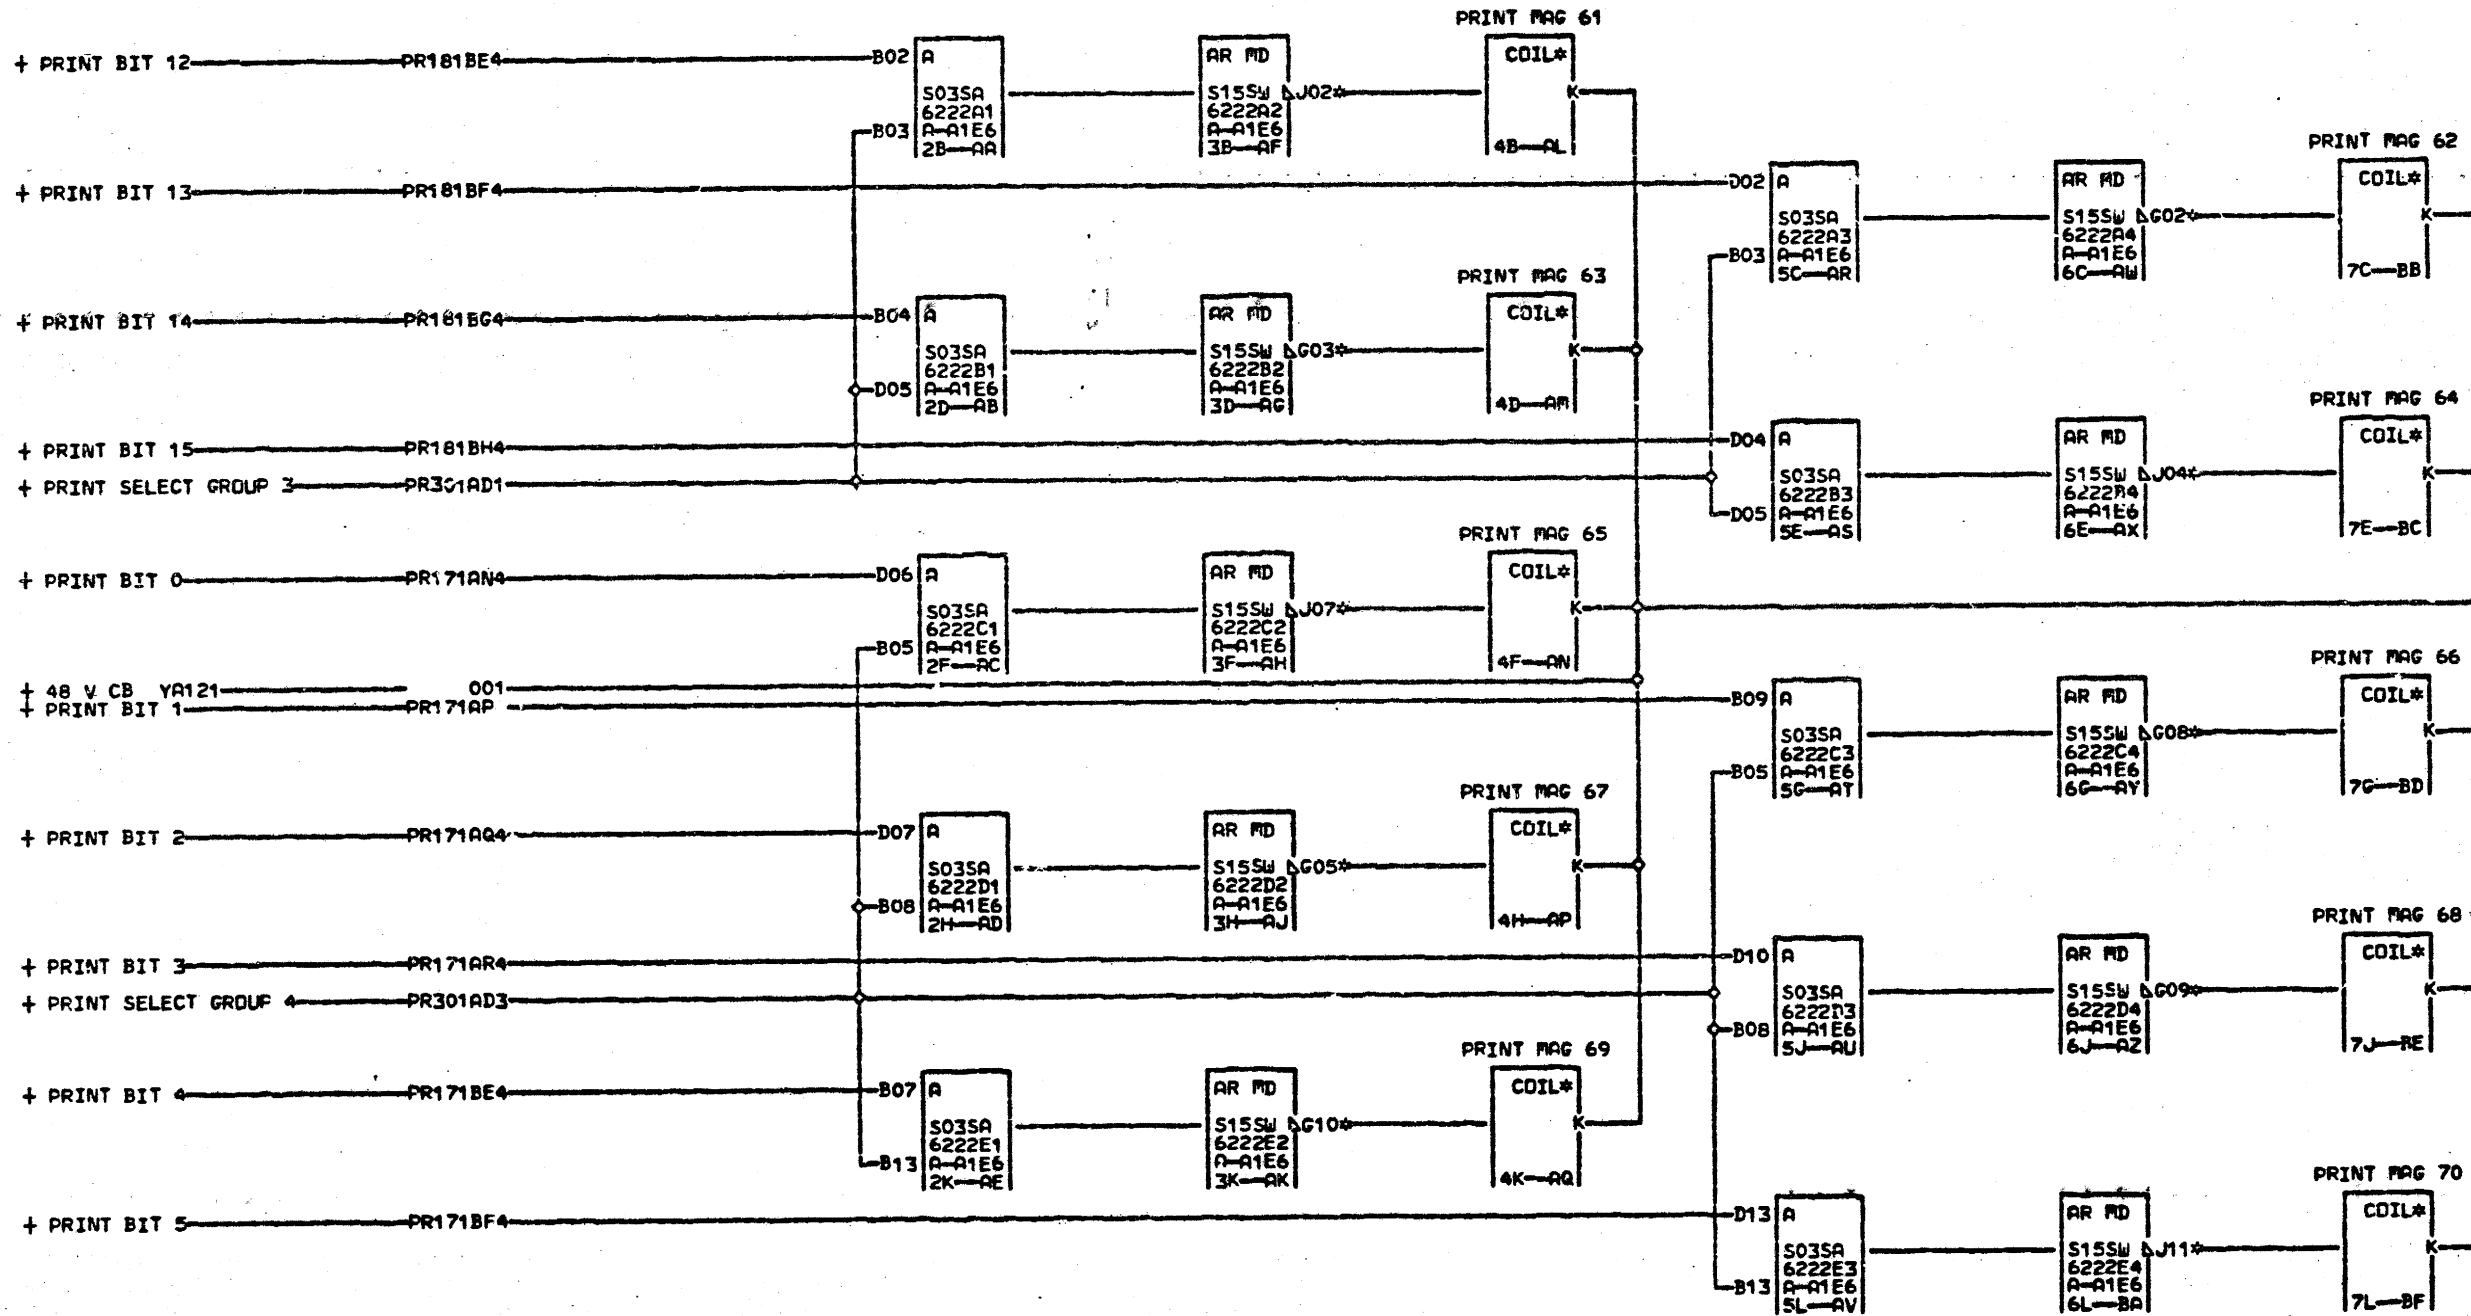 PRINT MAG 61
+ PRINT BIT 12 PR181BE4 B02 A AR MD COIL*
S03SA S15SW J02* K
6222A1 6222A2
B03 A-A1E6 A-A1E6
2B--AA 3B--AF 4B--AL
PRINT MAG 62
+ PRINT BIT 13 PR181BF4 D02 A AR MD COIL*
S03SA S15SW G02* K
6222A3 6222A4
B03 A-A1E6 A-A1E6
5C--AR 6C--AW 7C--BB
PRINT MAG 63
+ PRINT BIT 14 PR181BG4 B04 A AR MD COIL*
S03SA S15SW G03* K
6222B1 6222B2
D05 A-A1E6 A-A1E6
2D--AB 3D--AG 4D--AM
PRINT MAG 64
+ PRINT BIT 15 PR181BH4 D04 A AR MD COIL*
+ PRINT SELECT GROUP 3 PR301AD1
S03SA S15SW J04* K
6222B3 6222B4
D05 A-A1E6 A-A1E6
5E--AS 6E--AX 7E--BC
PRINT MAG 65
+ PRINT BIT 0 PR171AN4 D06 A AR MD COIL*
S03SA S15SW J07* K
6222C1 6222C2
B05 A-A1E6 A-A1E6
2F--AC 3F--AH 4F--AN
PRINT MAG 66
+ 48 V CB YA121 001
+ PRINT BIT 1 PR171AP B09 A AR MD COIL*
S03SA S15SW G08* K
6222C3 6222C4
B05 A-A1E6 A-A1E6
5G--AT 6G--AY 7G--BD
PRINT MAG 67
+ PRINT BIT 2 PR171AQ4 D07 A AR MD COIL*
S03SA S15SW G05* K
6222D1 6222D2
B08 A-A1E6 A-A1E6
2H--AD 3H--AJ 4H--AP
PRINT MAG 68
+ PRINT BIT 3 PR171AR4 D10 A AR MD COIL*
+ PRINT SELECT GROUP 4 PR301AD3
S03SA S15SW G09* K
6222D3 6222D4
B08 A-A1E6 A-A1E6
5J--AU 6J--AZ 7J--BE
PRINT MAG 69
+ PRINT BIT 4 PR171BE4 B07 A AR MD COIL*
S03SA S15SW G10* K
6222E1 6222E2
B13 A-A1E6 A-A1E6
2K--AE 3K--AK 4K--AQ
PRINT MAG 70
+ PRINT BIT 5 PR171BF4 D13 A AR MD COIL*
S03SA S15SW J11* K
6222E3 6222E4
B13 A-A1E6 A-A1E6
5L--AV 6L--BA 7L--BF